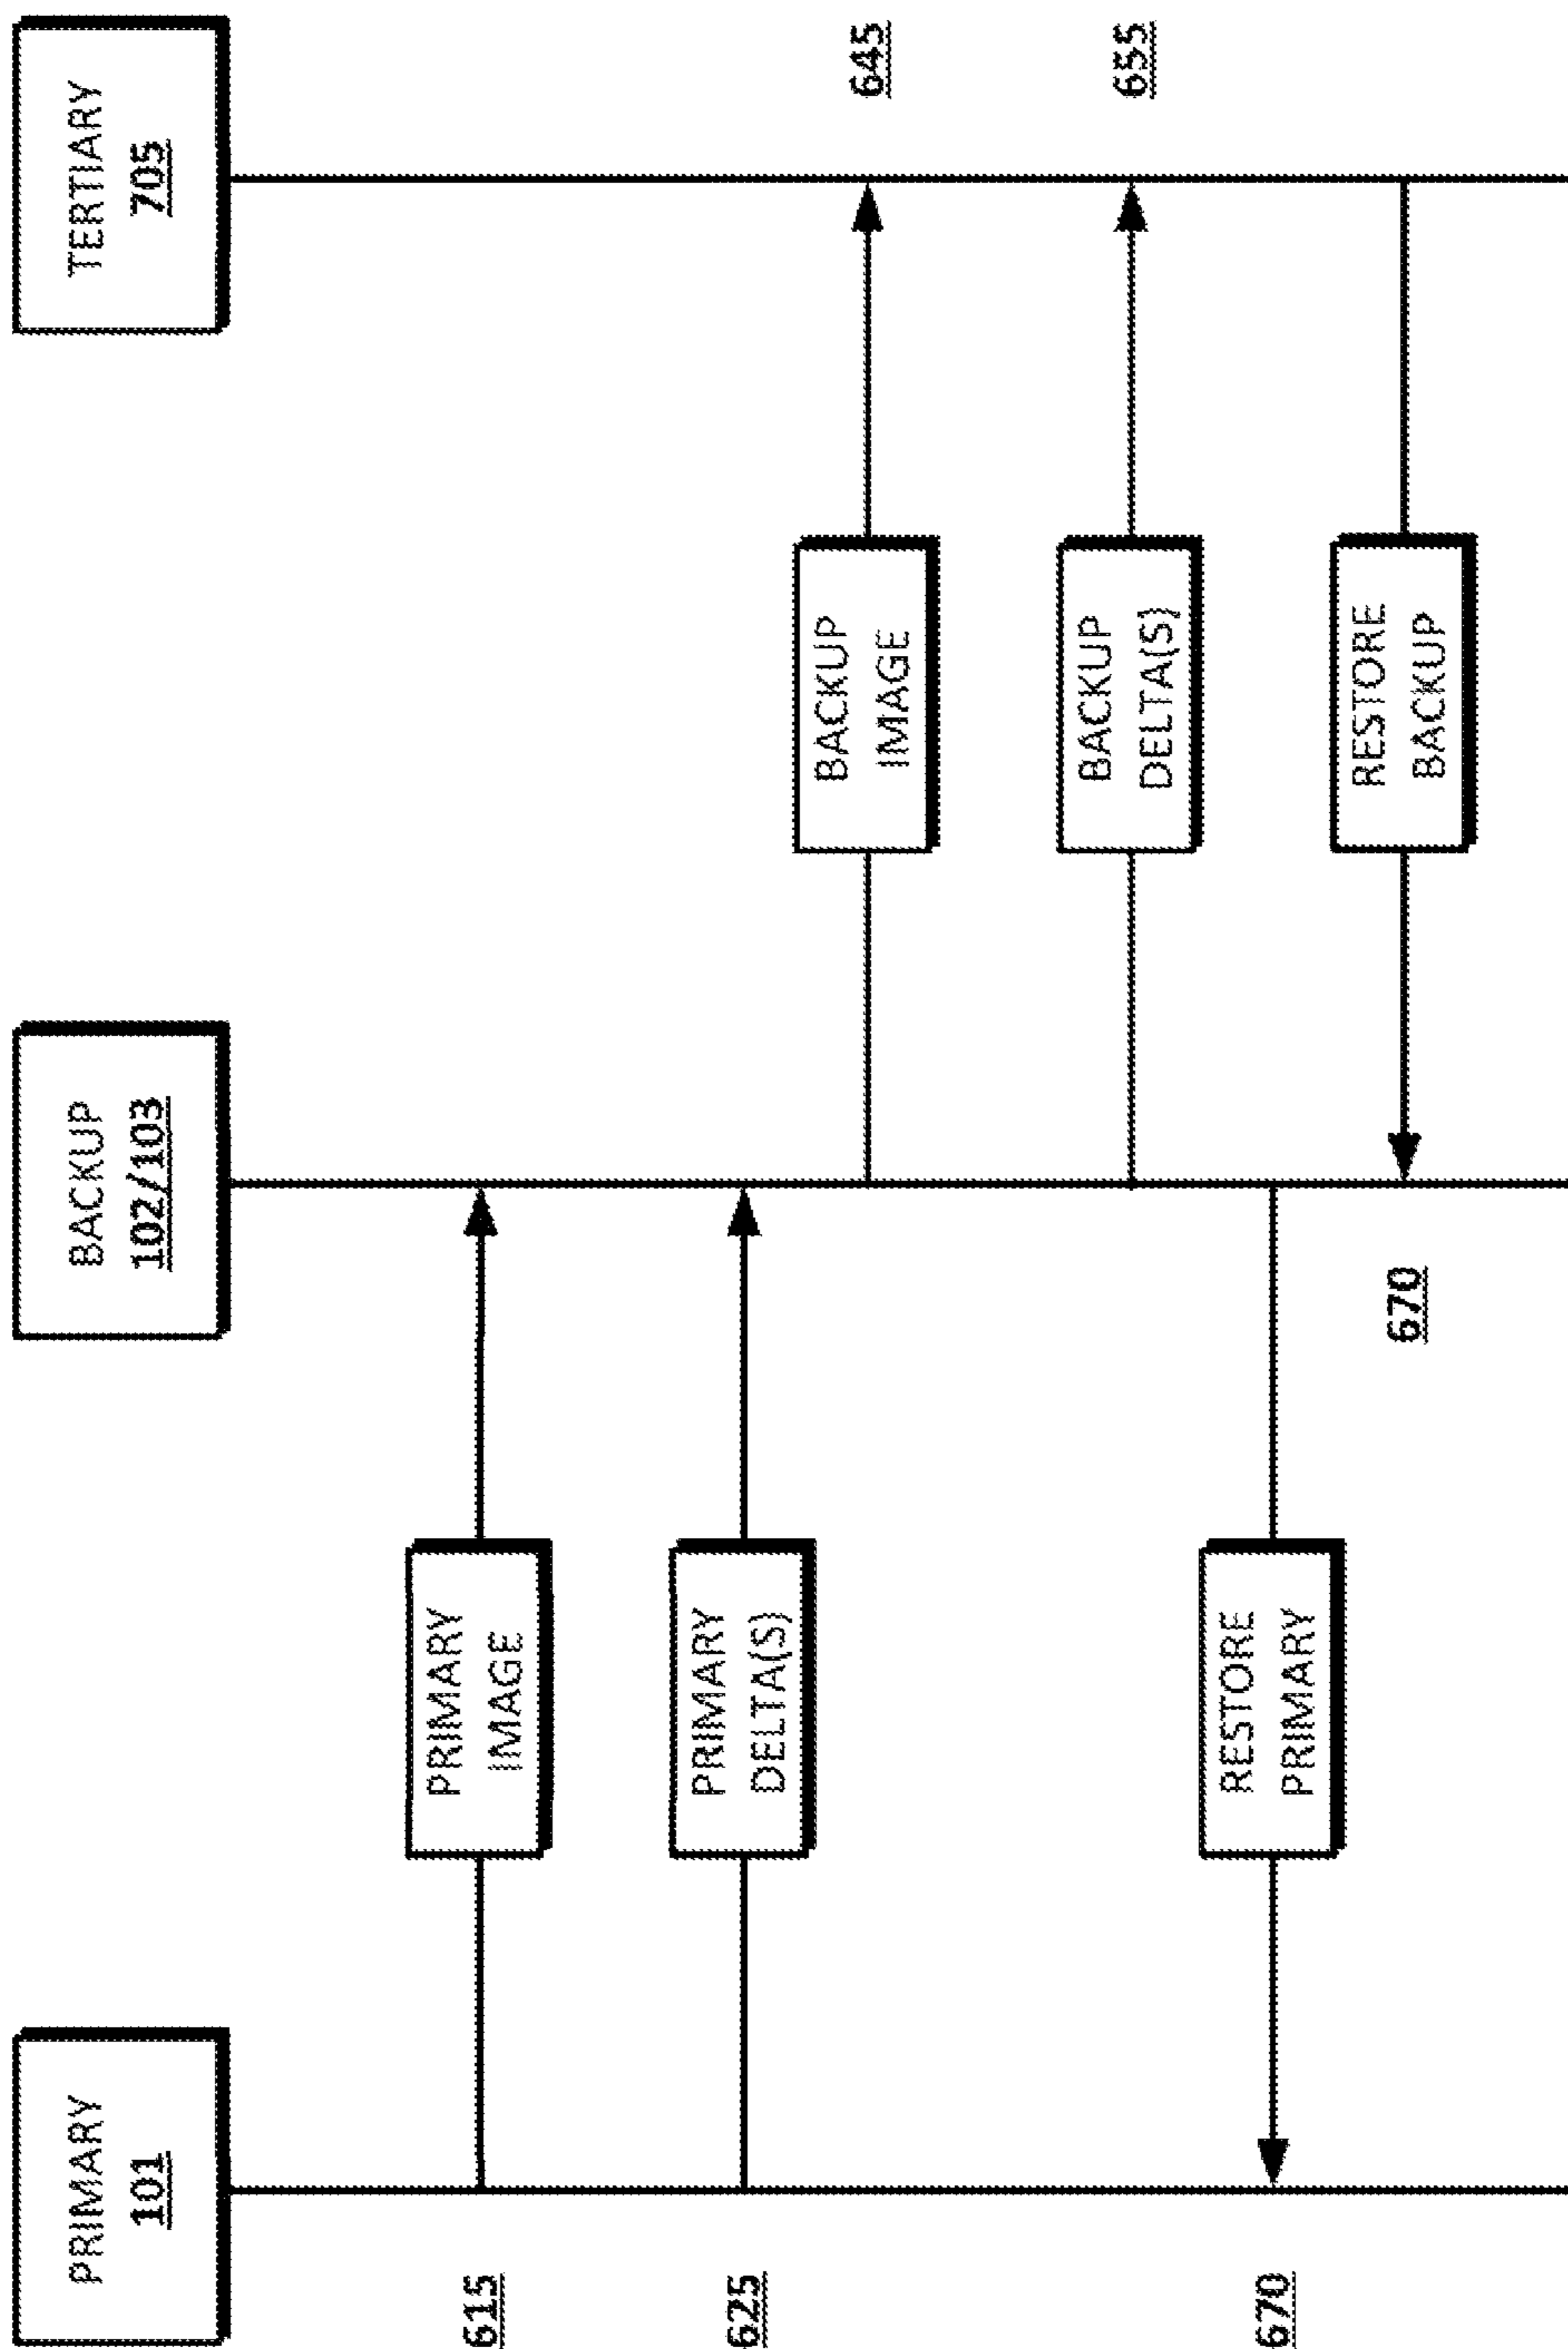 PRIMARY
101
BACKUP
102/103
TERTIARY
705
615
PRIMARY
IMAGE
625
PRIMARY
DELTA(S)
BACKUP
IMAGE
645
BACKUP
DELTA(S)
655
670
RESTORE
PRIMARY
670
RESTORE
BACKUP